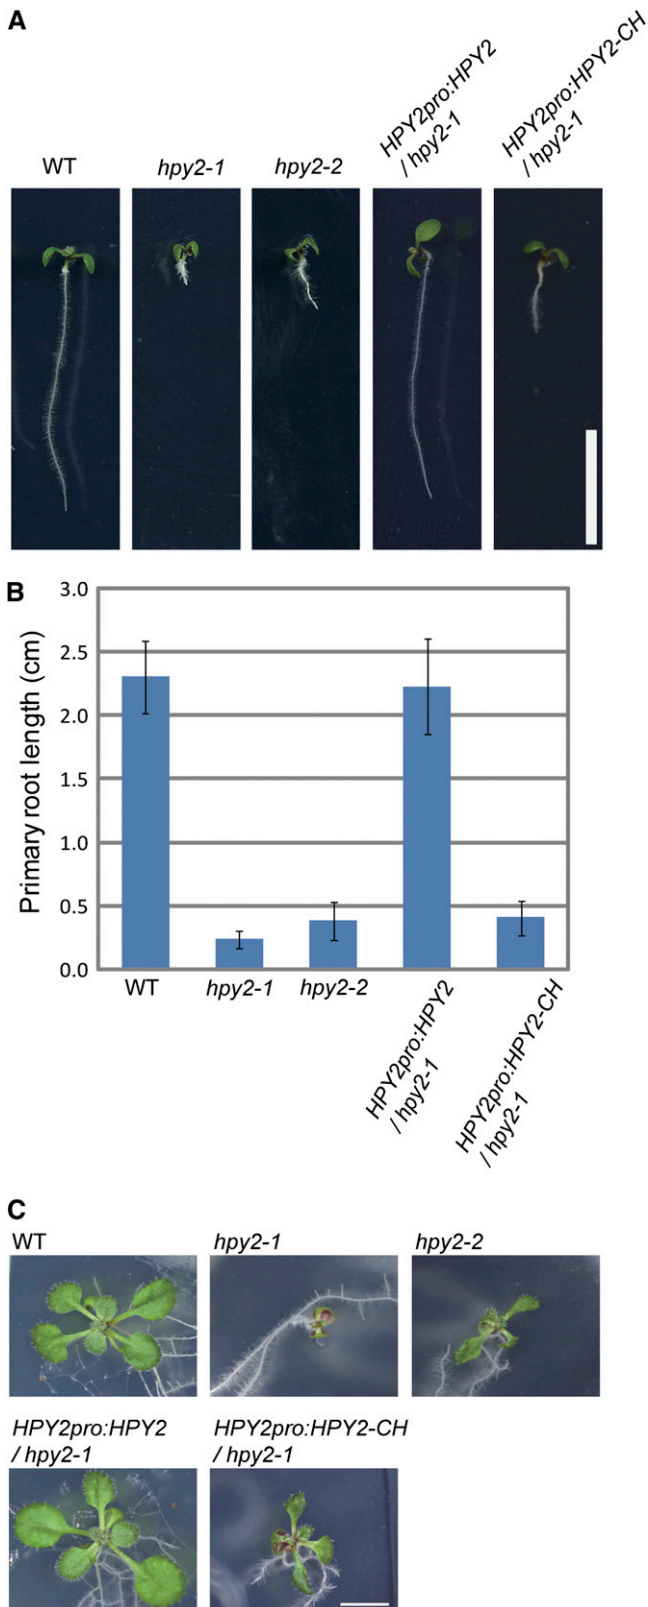 A
WT
hpy2-1
hpy2-2
HPY2pro:HPY2
/ hpy2-1
HPY2pro:HPY2-CH
/ hpy2-1
B
Primary root length (cm)
3.0
2.5
2.0
1.5
1.0
0.5
0.0
WT
hpy2-1
hpy2-2
HPY2pro:HPY2
/ hpy2-1
HPY2pro:HPY2-CH
/ hpy2-1
C
WT
hpy2-1
hpy2-2
HPY2pro:HPY2
/ hpy2-1
HPY2pro:HPY2-CH
/ hpy2-1